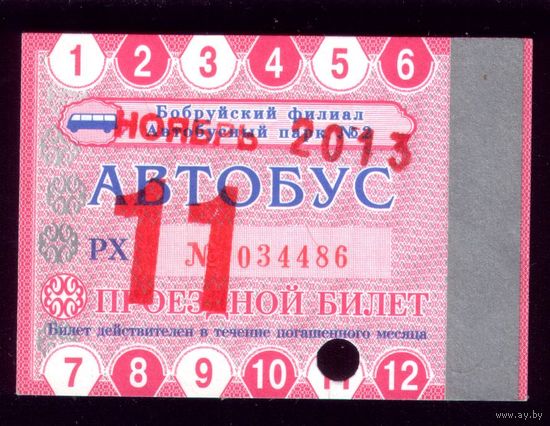 1 2 3 4 5 6
Бобруйский филиал
Автобусный парк №2
НОЯБРЬ 2013
АВТОБУС
11
РХ № 034486
ПРОЕЗДНОЙ БИЛЕТ
Билет действителен в течение погашенного месяца
7 8 9 10 11 12
www.ay.by